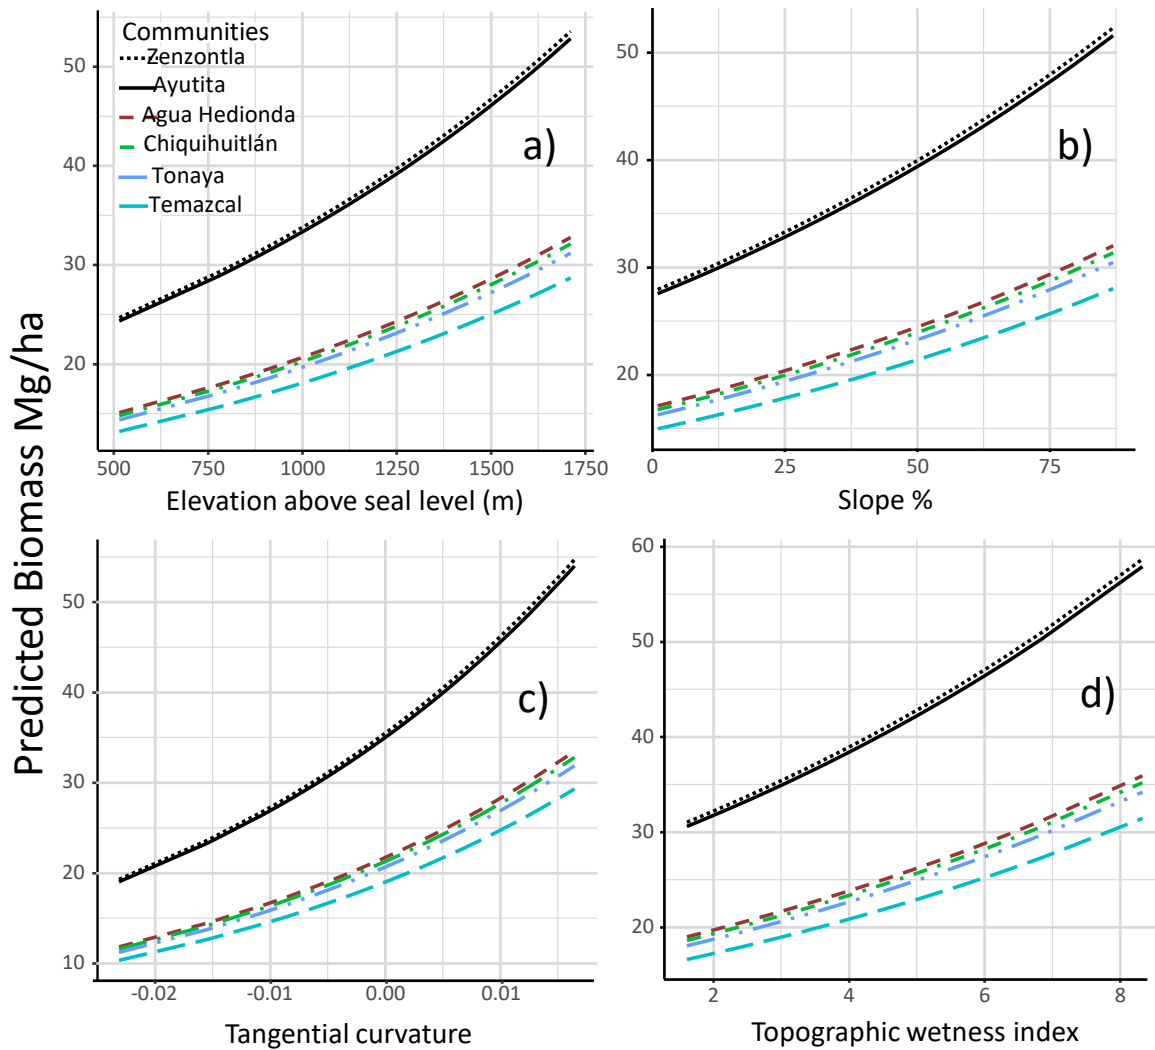 Predicted Biomass Mg/ha
Communities
Zenzontla
Ayutita
Agua Hedionda
Chiquihuitlán
Tonaya
Temazcal
a)
50
40
30
20
500 750 1000 1250 1500 1750
Elevation above seal level (m)
b)
50
40
30
20
0 25 50 75
Slope %
c)
50
40
30
20
10
-0.02 -0.01 0.00 0.01
Tangential curvature
d)
60
50
40
30
20
2 4 6 8
Topographic wetness index